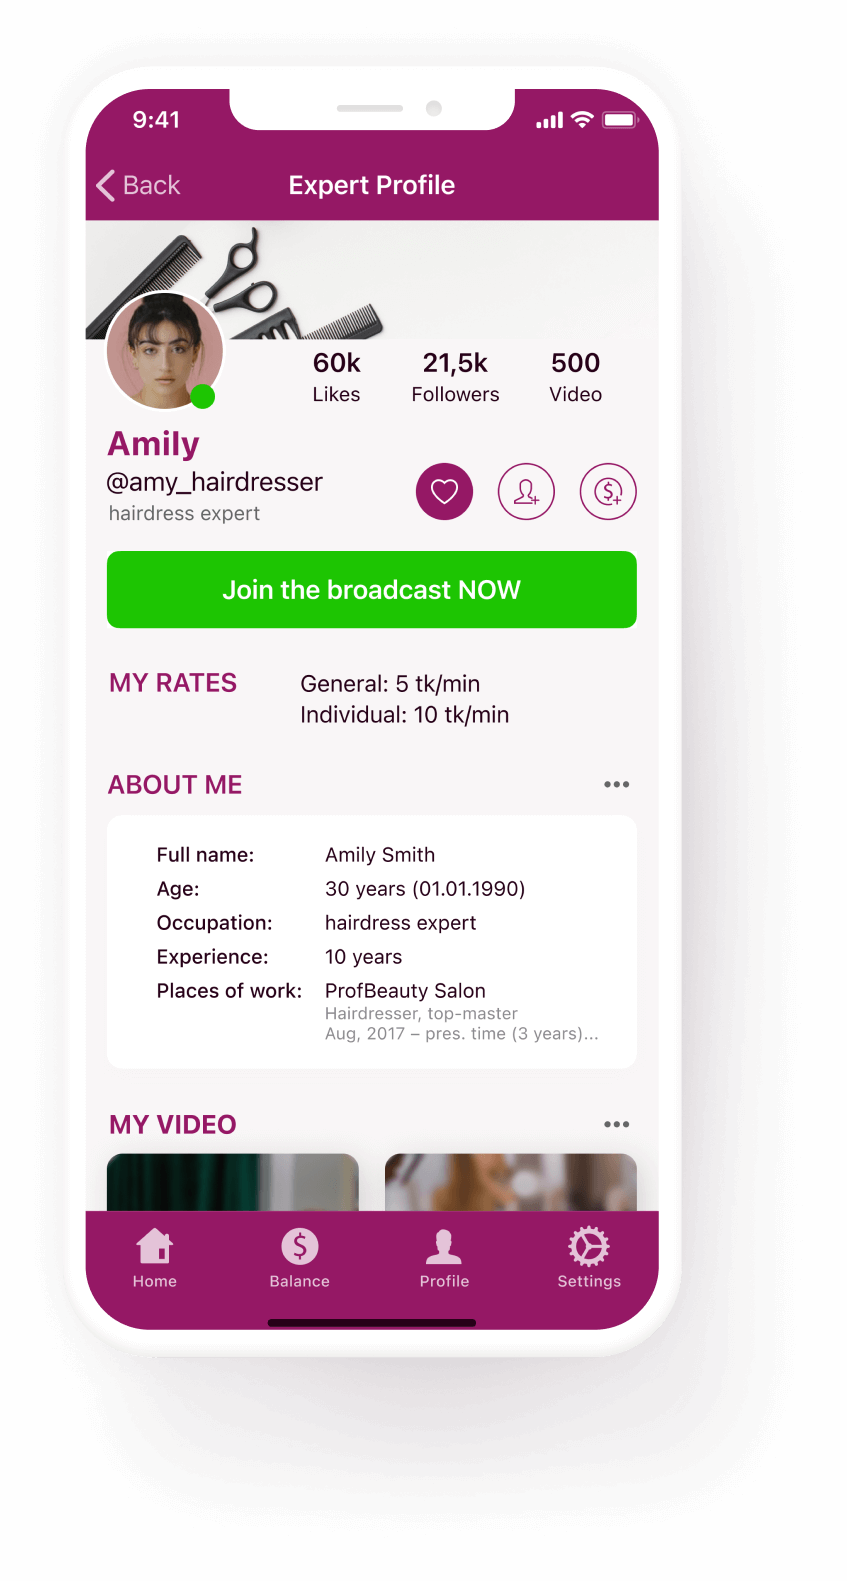 9:41
Back
Expert Profile
60k
21,5k
500
Likes
Followers
Video
Amily
@amy_hairdresser
hairdress expert
Join the broadcast NOW
MY RATES
General: 5 tk/min
Individual: 10 tk/min
ABOUT ME
Full name: Amily Smith
Age: 30 years (01.01.1990)
Occupation: hairdress expert
Experience: 10 years
Places of work: ProfBeauty Salon
Hairdresser, top-master
Aug, 2017 – pres. time (3 years)...
MY VIDEO
Home
Balance
Profile
Settings